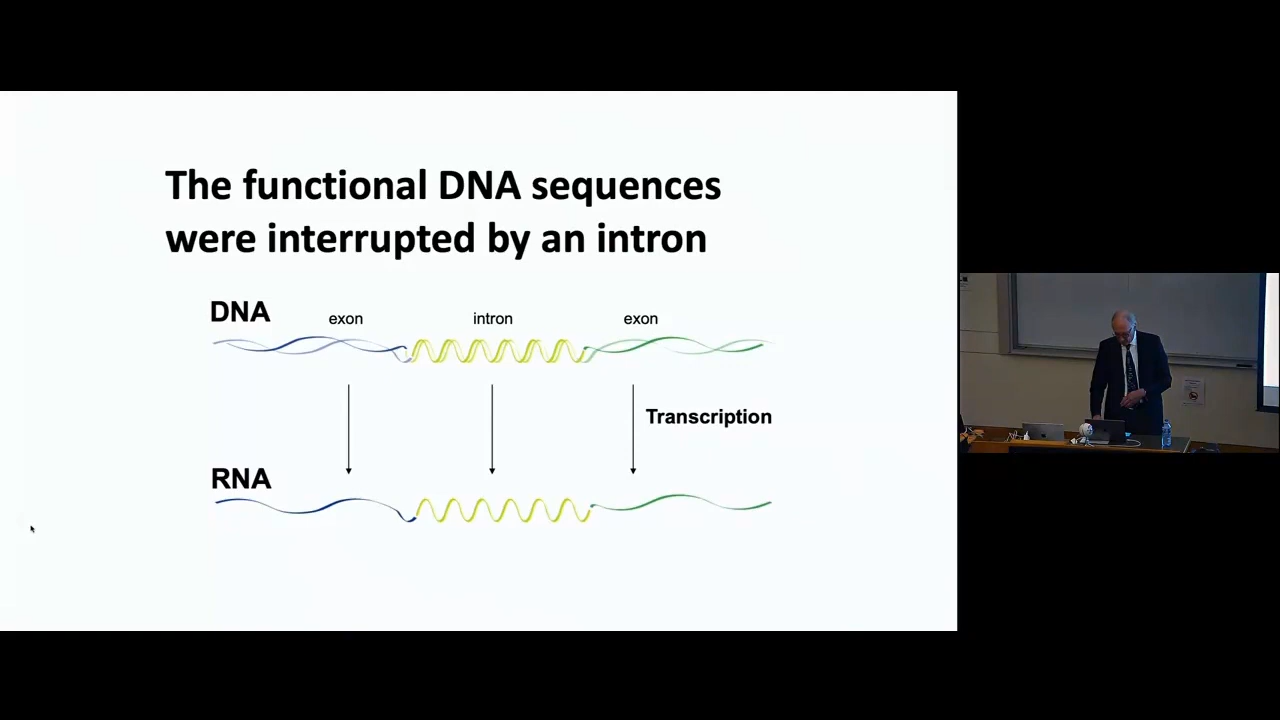 The functional DNA sequences
were interrupted by an intron
DNA
exon intron exon
Transcription
RNA